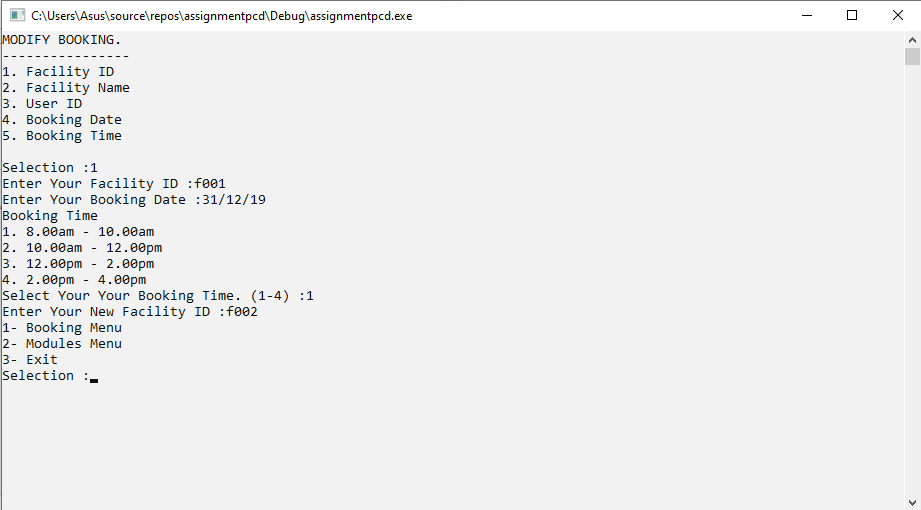 C:\Users\Asus\source\repos\assignmentpcd\Debug\assignmentpcd.exe
MODIFY BOOKING.
----------------
1. Facility ID
2. Facility Name
3. User ID
4. Booking Date
5. Booking Time
Selection :1
Enter Your Facility ID :f001
Enter Your Booking Date :31/12/19
Booking Time
1. 8.00am - 10.00am
2. 10.00am - 12.00pm
3. 12.00pm - 2.00pm
4. 2.00pm - 4.00pm
Select Your Your Booking Time. (1-4) :1
Enter Your New Facility ID :f002
1- Booking Menu
2- Modules Menu
3- Exit
Selection :